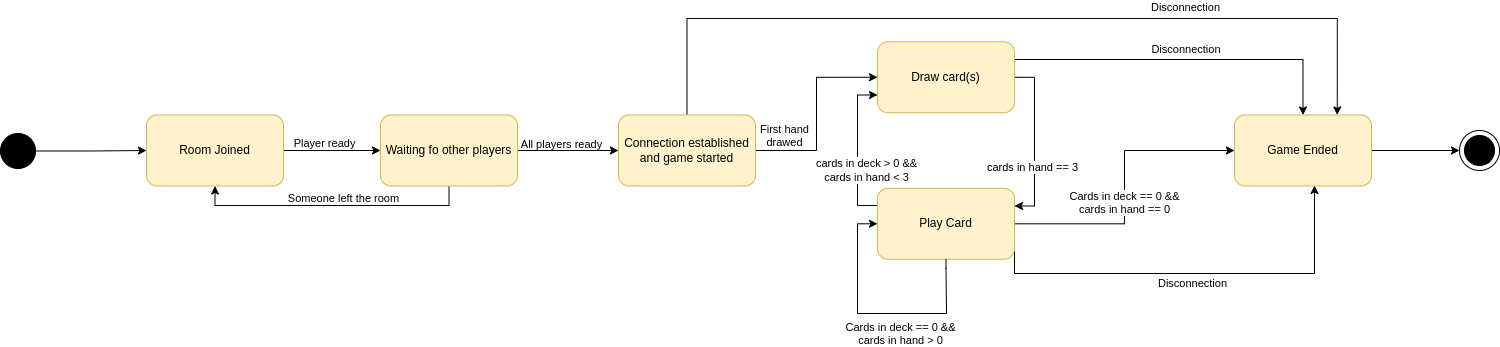 Disconnection
Disconnection
Draw card(s)
Room Joined
Player ready
Waiting fo other players
All players ready
Connection established
and game started
First hand
drawed
Game Ended
cards in deck > 0 &&
cards in hand < 3
cards in hand == 3
Someone left the room
Cards in deck == 0 &&
cards in hand == 0
Play Card
Disconnection
Cards in deck == 0 &&
cards in hand > 0